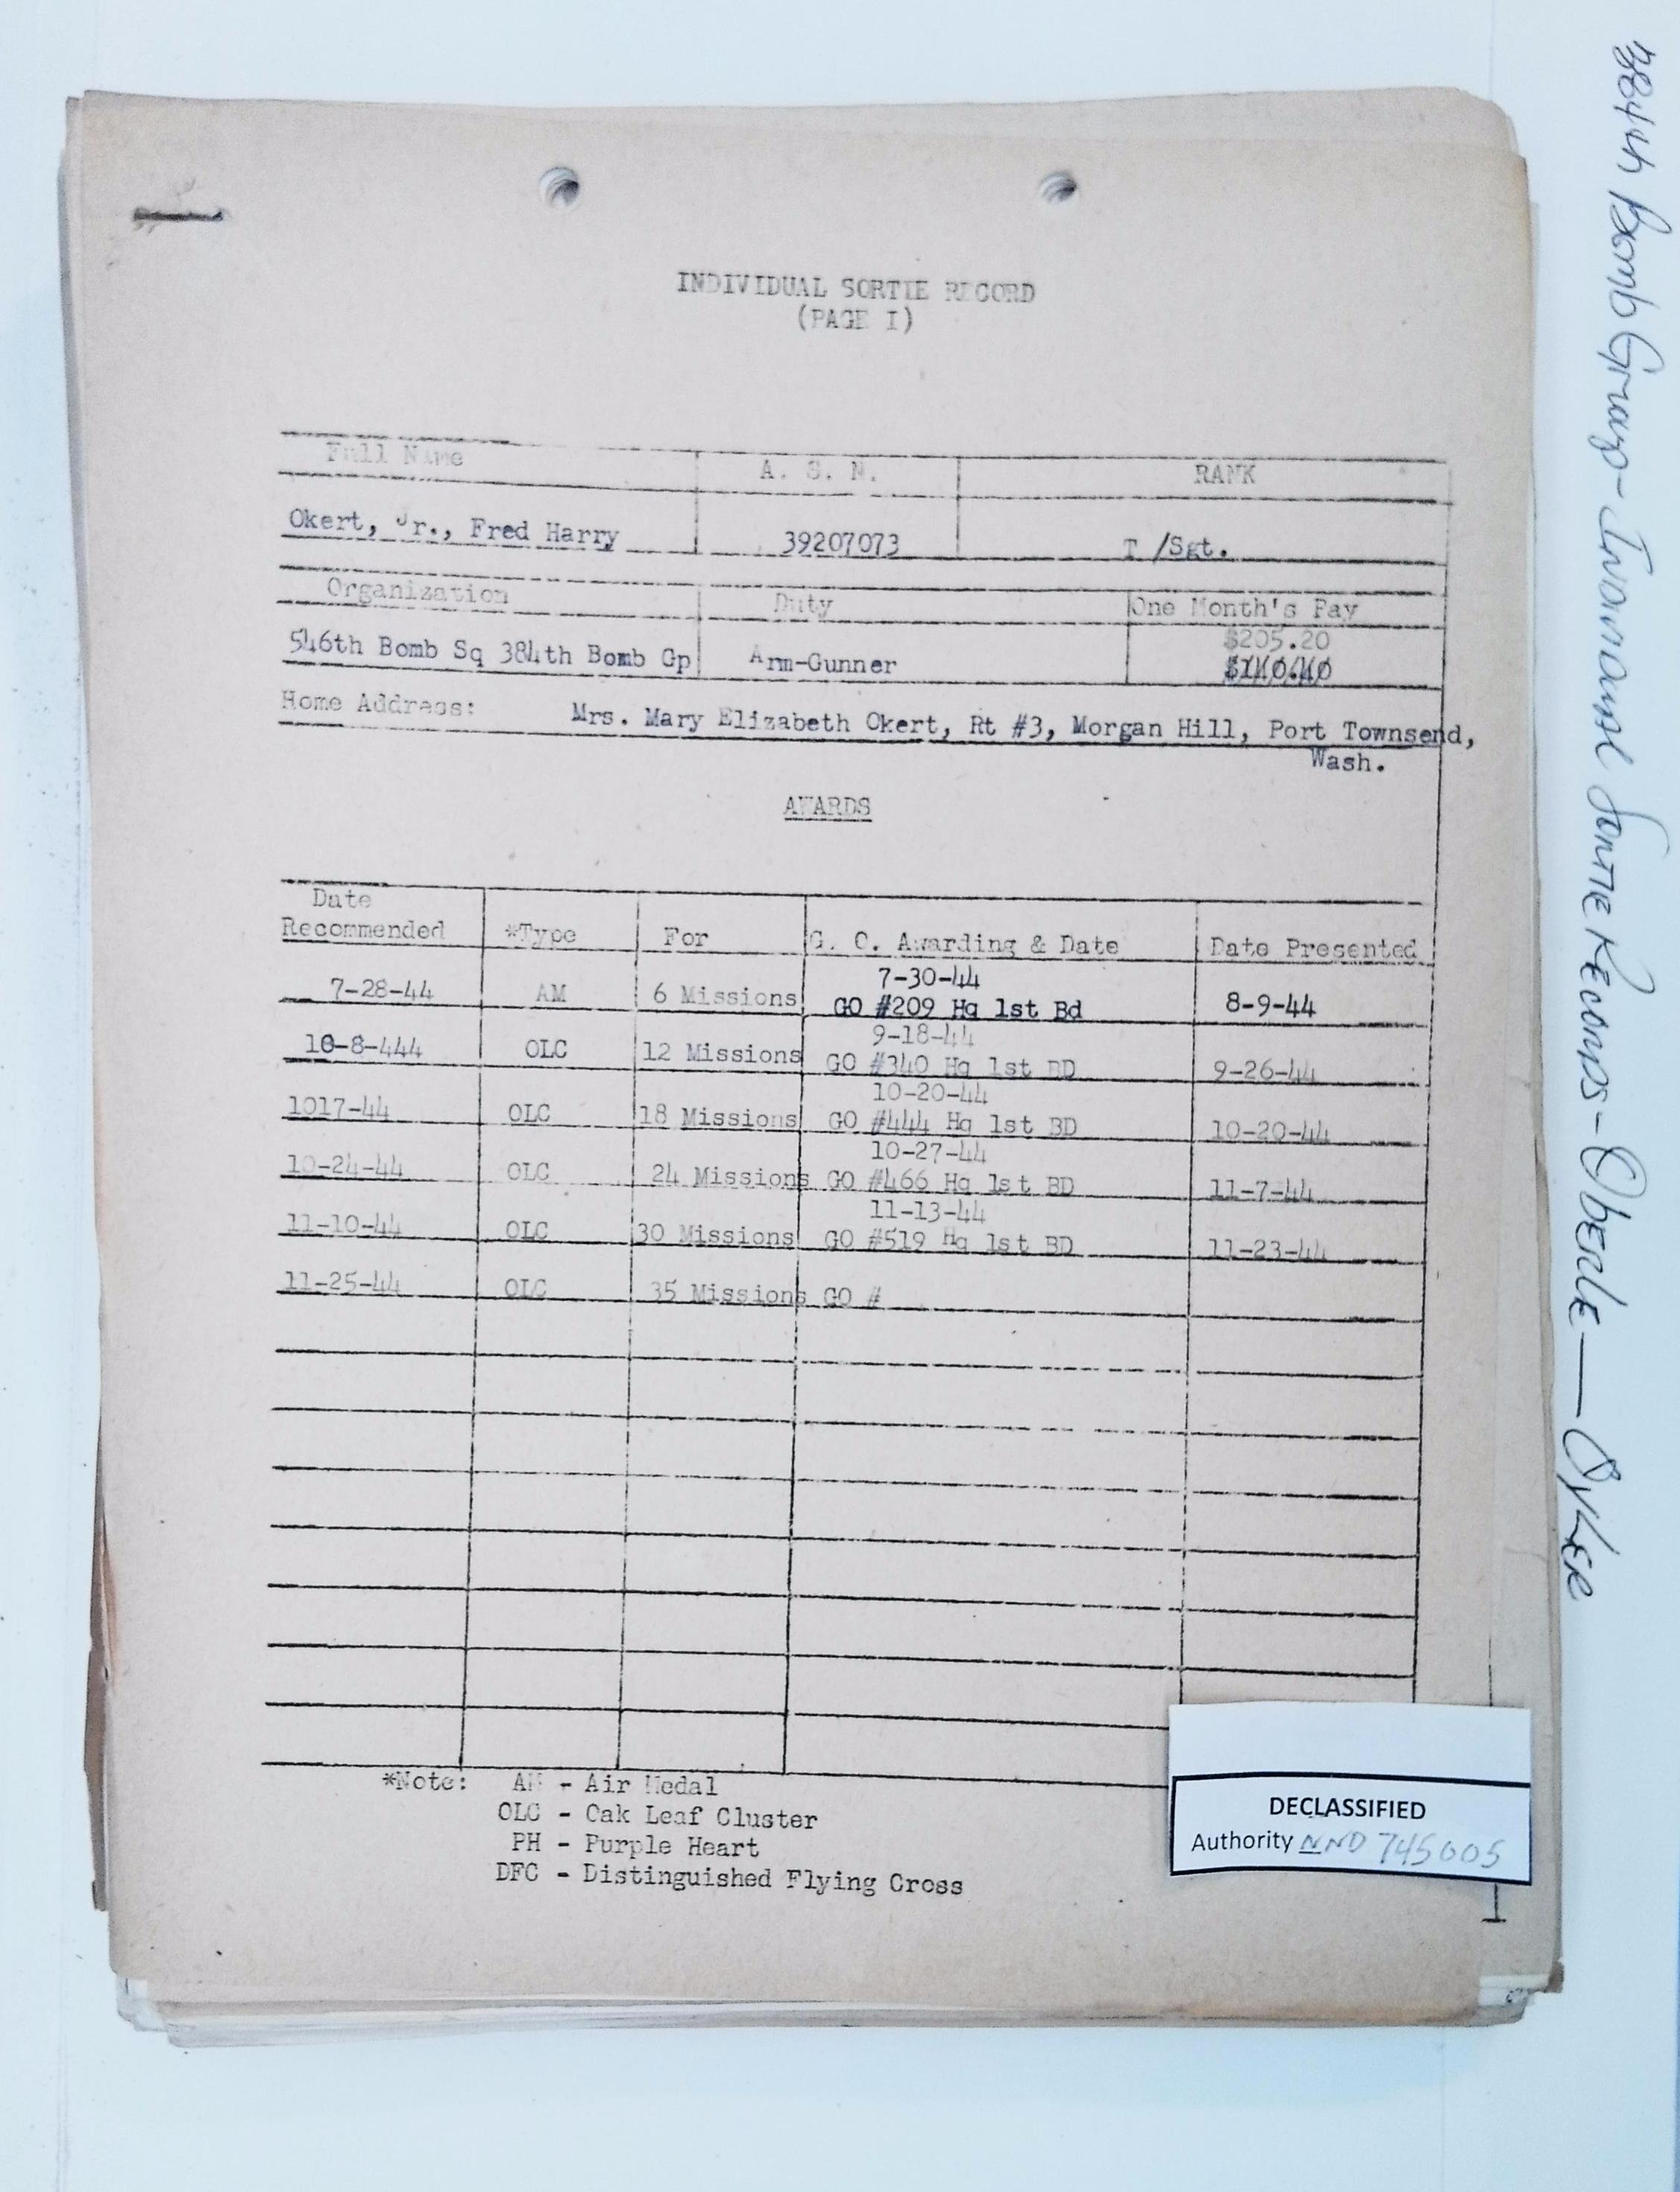 INDIVIDUAL SORTIE RECORD
(PAGE I)
Full Name A. S. N. RANK
Okert, Jr., Fred Harry 39207073 T /Sgt.
Organization Duty One Month's Pay
$205.20
546th Bomb Sq 384th Bomb Gp Arm-Gunner $140.40
Home Address: Mrs. Mary Elizabeth Okert, Rt #3, Morgan Hill, Port Townsend,
Wash.
AWARDS
Date
Recommended *Type For G. O. Awarding & Date Date Presented
7-30-44
7-28-44 AM 6 Missions GO #209 Hq 1st Bd 8-9-44
9-18-44
10-8-444 OLC 12 Missions GO #340 Hq 1st BD 9-26-44
10-20-44
1017-44 OLC 18 Missions GO #444 Hq 1st BD 10-20-44
10-27-44
10-24-44 OLC 24 Missions GO #466 Hq 1st BD 11-7-44
11-13-44
11-10-44 OLC 30 Missions GO #519 Hq 1st BD 11-23-44
11-25-44 OLC 35 Missions GO #
*Note: AM - Air Medal
OLC - Oak Leaf Cluster
PH - Purple Heart
DFC - Distinguished Flying Cross
DECLASSIFIED
Authority NND 745005
384th Bomb Group - Individual Sortie Records - Oberle — Oyler